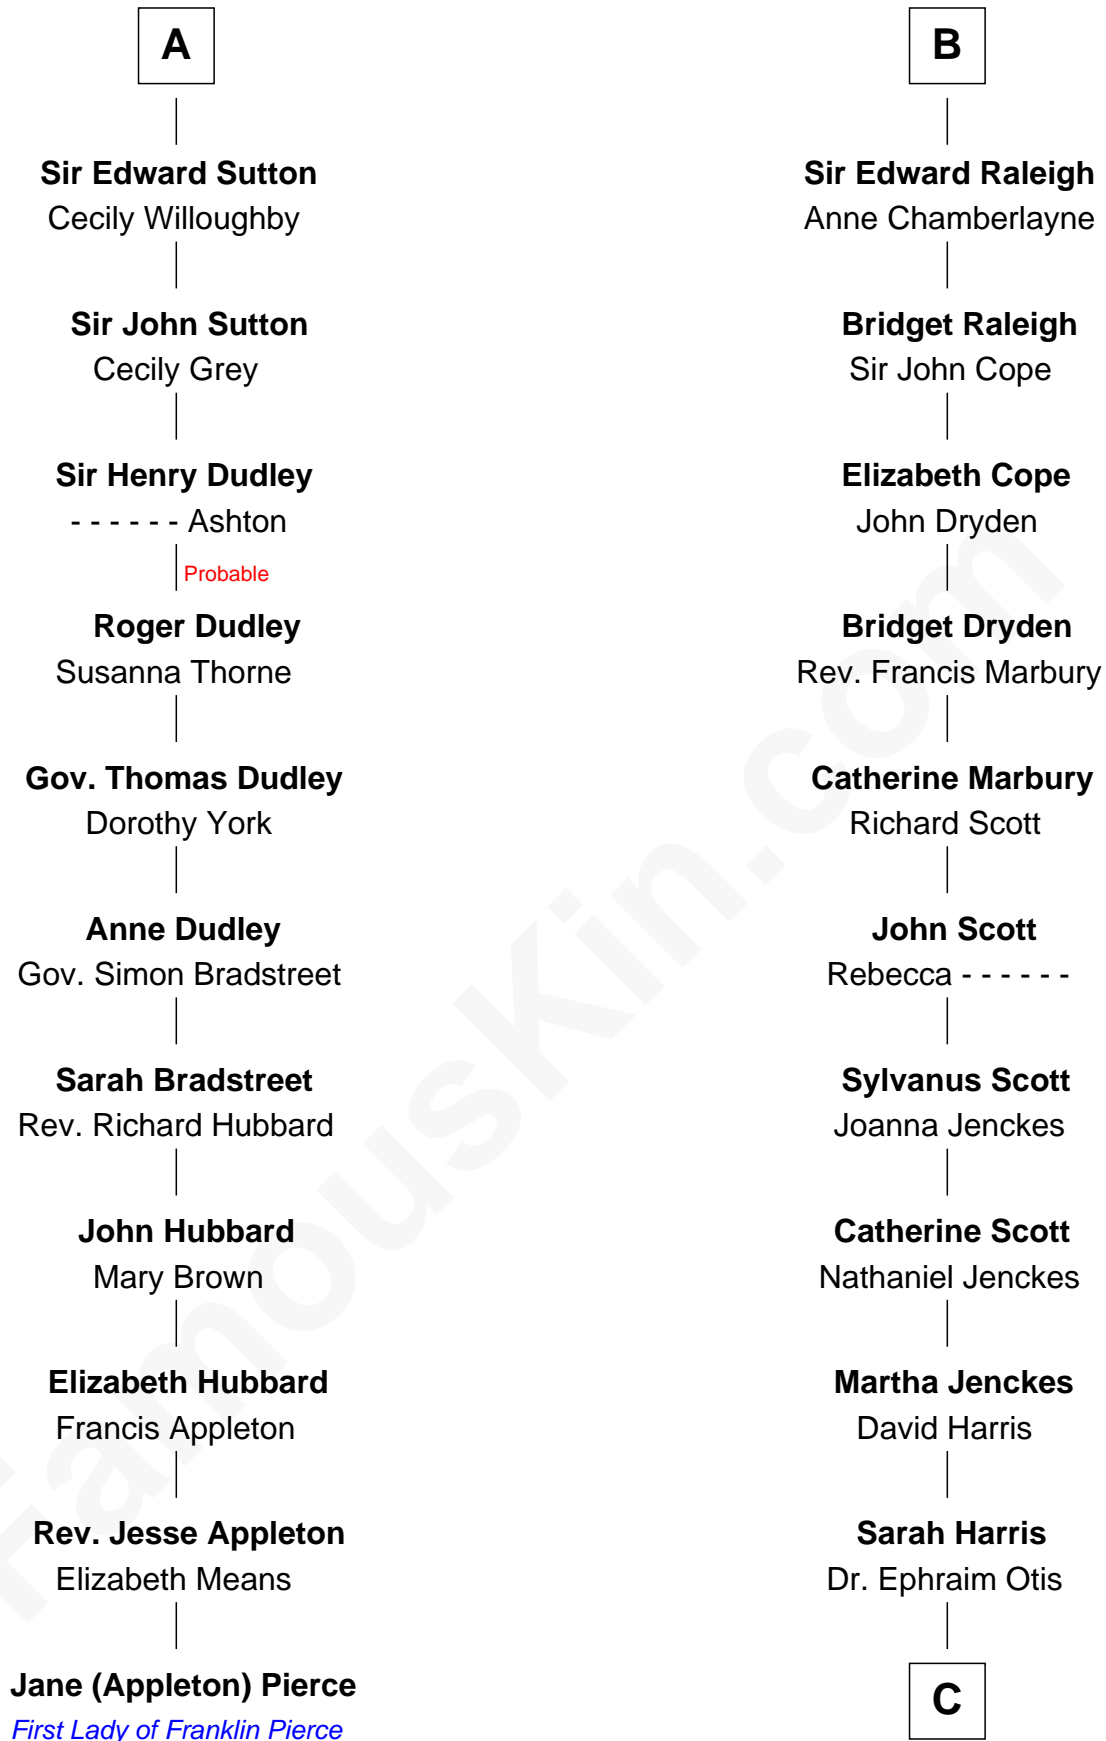 A
Sir Edward Sutton
Cecily Willoughby
Sir John Sutton
Cecily Grey
Sir Henry Dudley
- - - - - - Ashton
Probable
Roger Dudley
Susanna Thorne
Gov. Thomas Dudley
Dorothy York
Anne Dudley
Gov. Simon Bradstreet
Sarah Bradstreet
Rev. Richard Hubbard
John Hubbard
Mary Brown
Elizabeth Hubbard
Francis Appleton
Rev. Jesse Appleton
Elizabeth Means
Jane (Appleton) Pierce
First Lady of Franklin Pierce
B
Sir Edward Raleigh
Anne Chamberlayne
Bridget Raleigh
Sir John Cope
Elizabeth Cope
John Dryden
Bridget Dryden
Rev. Francis Marbury
Catherine Marbury
Richard Scott
John Scott
Rebecca - - - - - -
Sylvanus Scott
Joanna Jenckes
Catherine Scott
Nathaniel Jenckes
Martha Jenckes
David Harris
Sarah Harris
Dr. Ephraim Otis
C
FamousKin.com